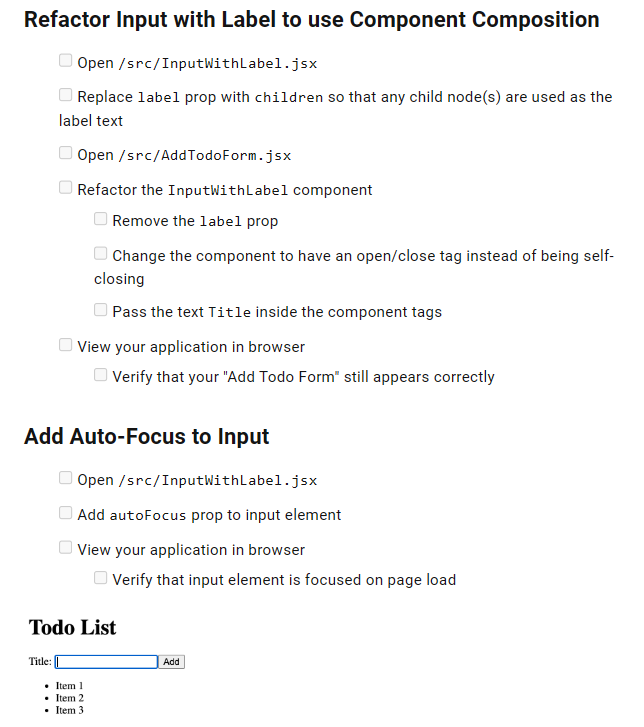 Refactor Input with Label to use Component Composition
Open /src/InputWithLabel.jsx
Replace label prop with children so that any child node(s) are used as the
label text
Open /src/AddTodoForm.jsx
Refactor the InputWithLabel component
Remove the label prop
Change the component to have an open/close tag instead of being self-
closing
Pass the text Title inside the component tags
View your application in browser
Verify that your "Add Todo Form" still appears correctly
Add Auto-Focus to Input
Open /src/InputWithLabel.jsx
Add autoFocus prop to input element
View your application in browser
Verify that input element is focused on page load
Todo List
Title: Add
• Item 1
• Item 2
• Item 3